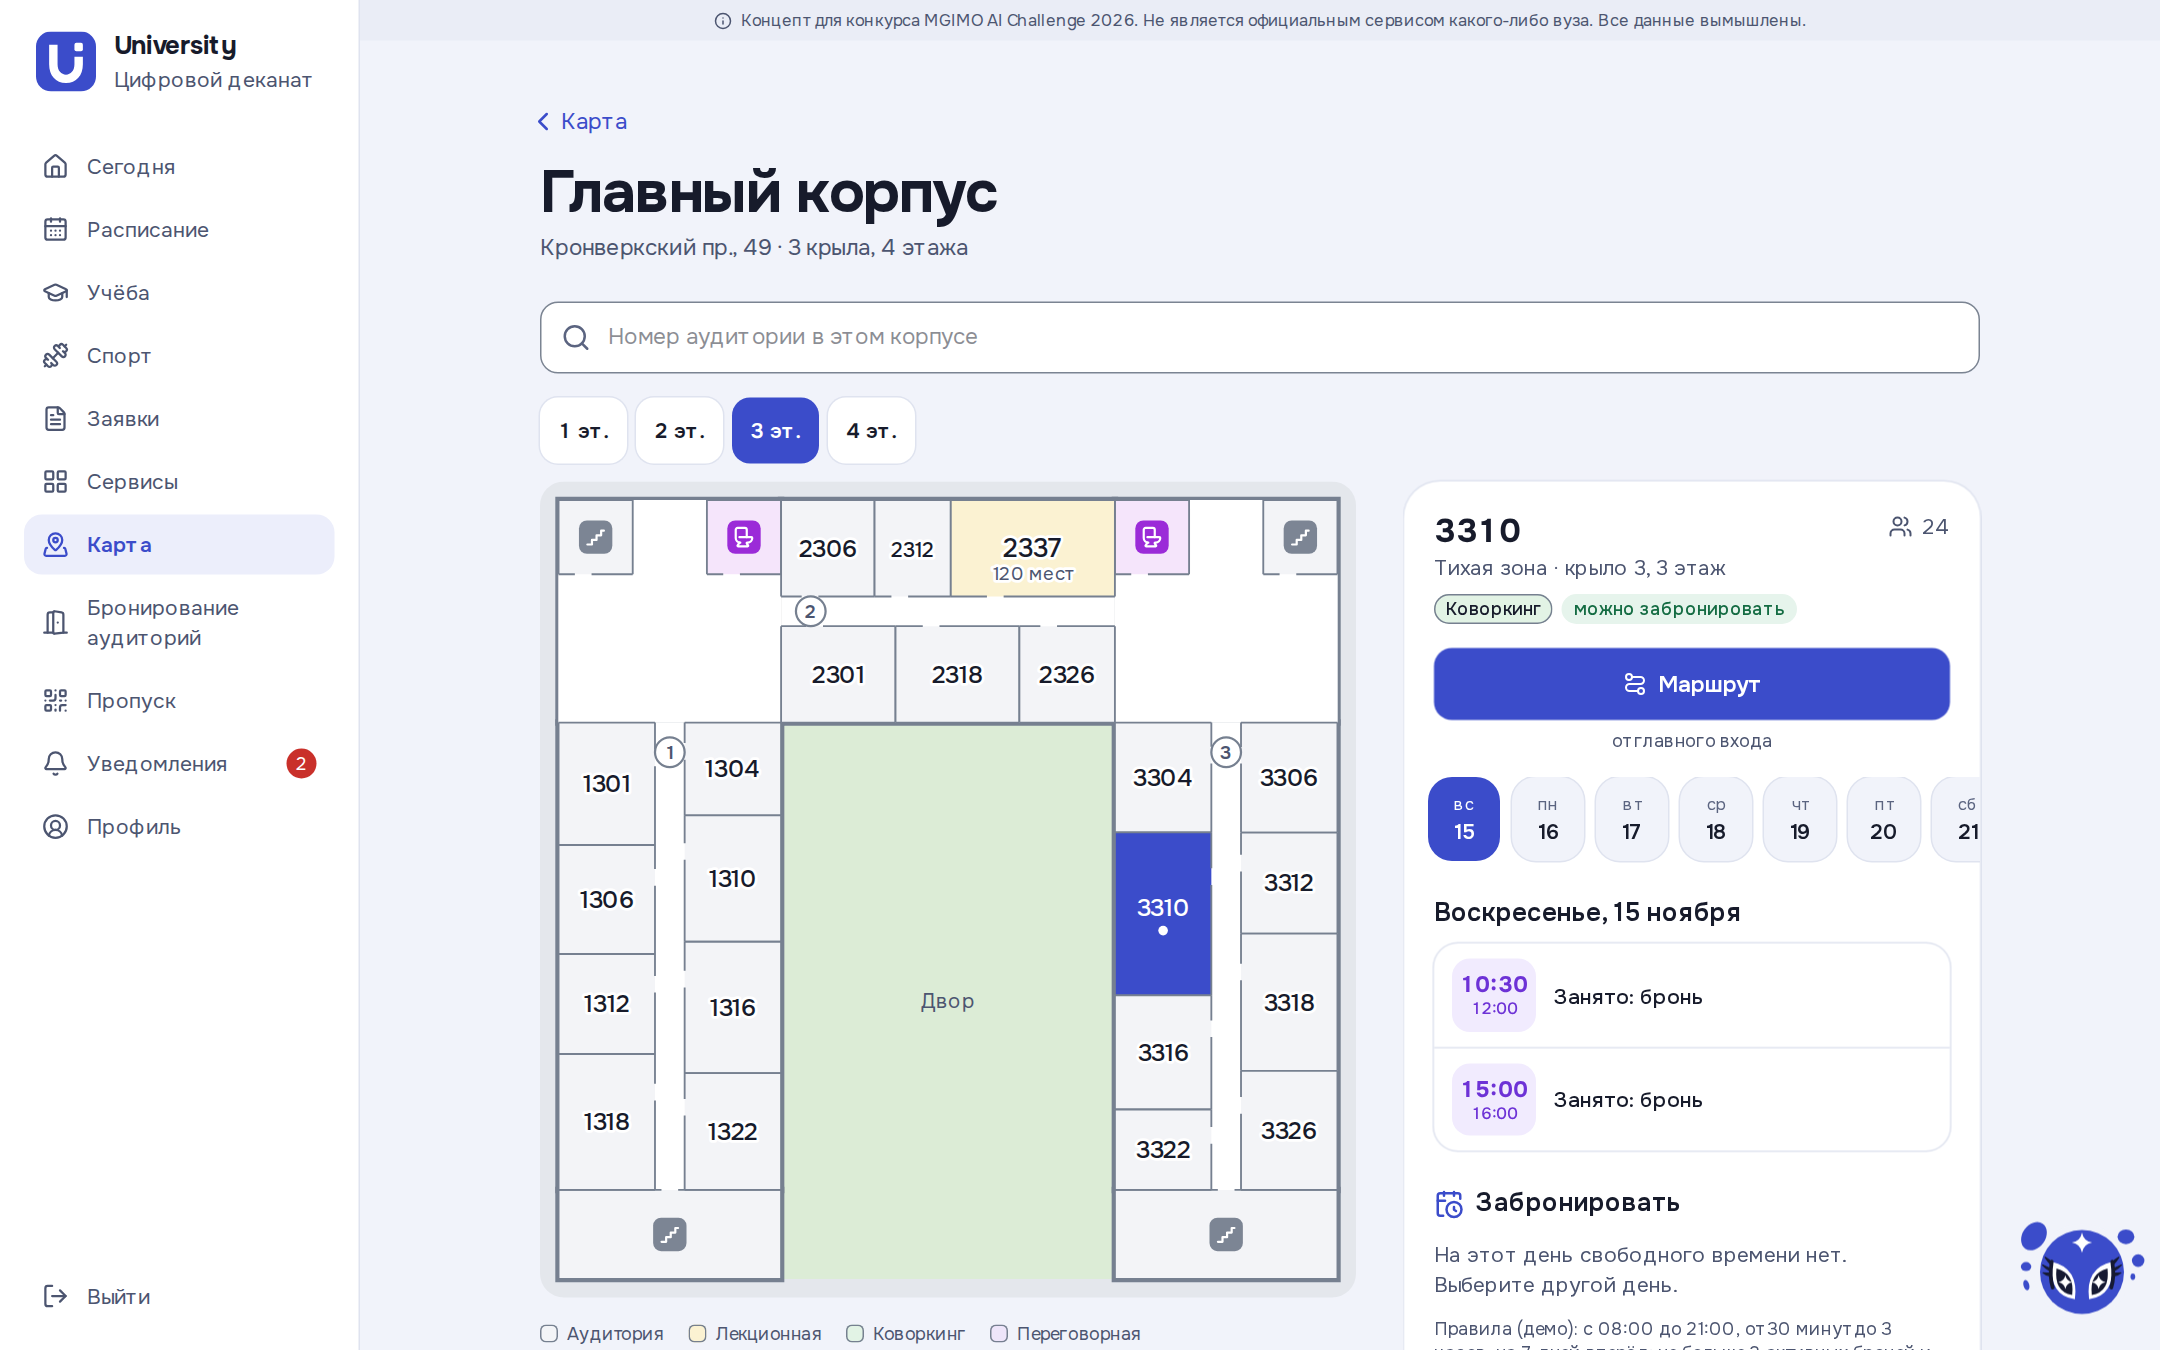 Концепт для конкурса MGIMO AI Challenge 2026. Не является официальным сервисом какого-либо вуза. Все данные вымышлены.
University
Цифровой деканат
Сегодня
Расписание
Учёба
Спорт
Заявки
Сервисы
Карта
Бронирование
аудиторий
Пропуск
Уведомления 2
Профиль
Выйти
Карта
Главный корпус
Кронверкский пр., 49 · 3 крыла, 4 этажа
Номер аудитории в этом корпусе
1 эт. 2 эт. 3 эт. 4 эт.
2306 2312 2337
120 мест
2
2301 2318 2326
1 3
1301 1304 3304 3306
1306 1310 3310 3312
1312 1316 Двор 3316 3318
1318 1322 3322 3326
Аудитория Лекционная Коворкинг Переговорная
3310 24
Тихая зона · крыло 3, 3 этаж
Коворкинг можно забронировать
Маршрут
от главного входа
вс пн вт ср чт пт сб
15 16 17 18 19 20 21
Воскресенье, 15 ноября
10:30
12:00
Занято: бронь
15:00
16:00
Занято: бронь
Забронировать
На этот день свободного времени нет.
Выберите другой день.
Правила (демо): с 08:00 до 21:00, от 30 минут до 3